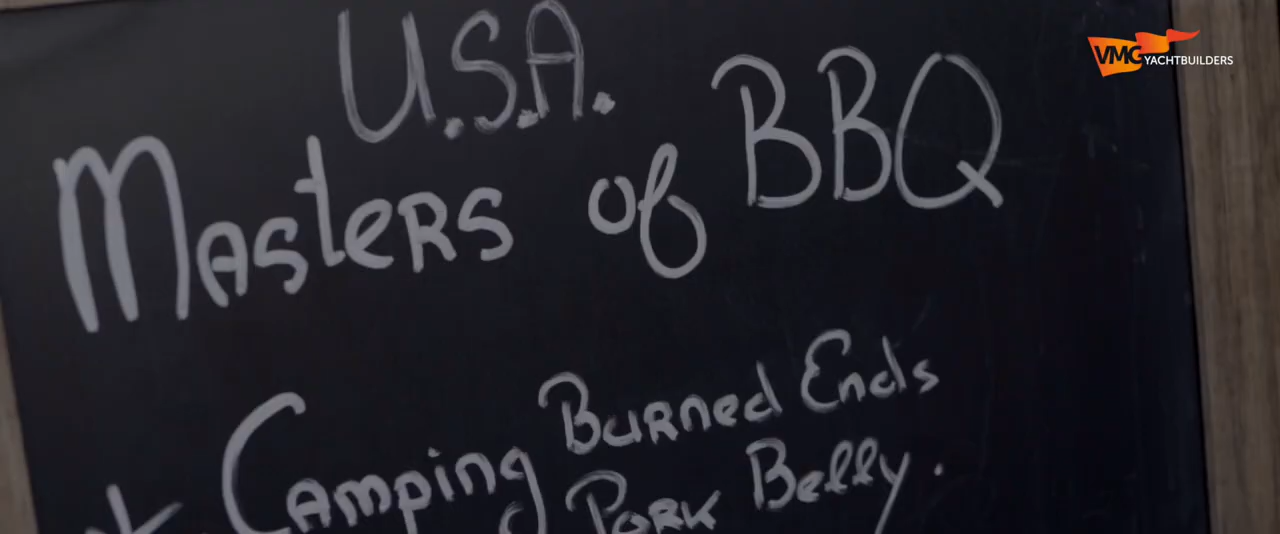 VMG YACHTBUILDERS
U.S.A.
Masters of BBQ
Camping Burned Ends
Pork Belly.